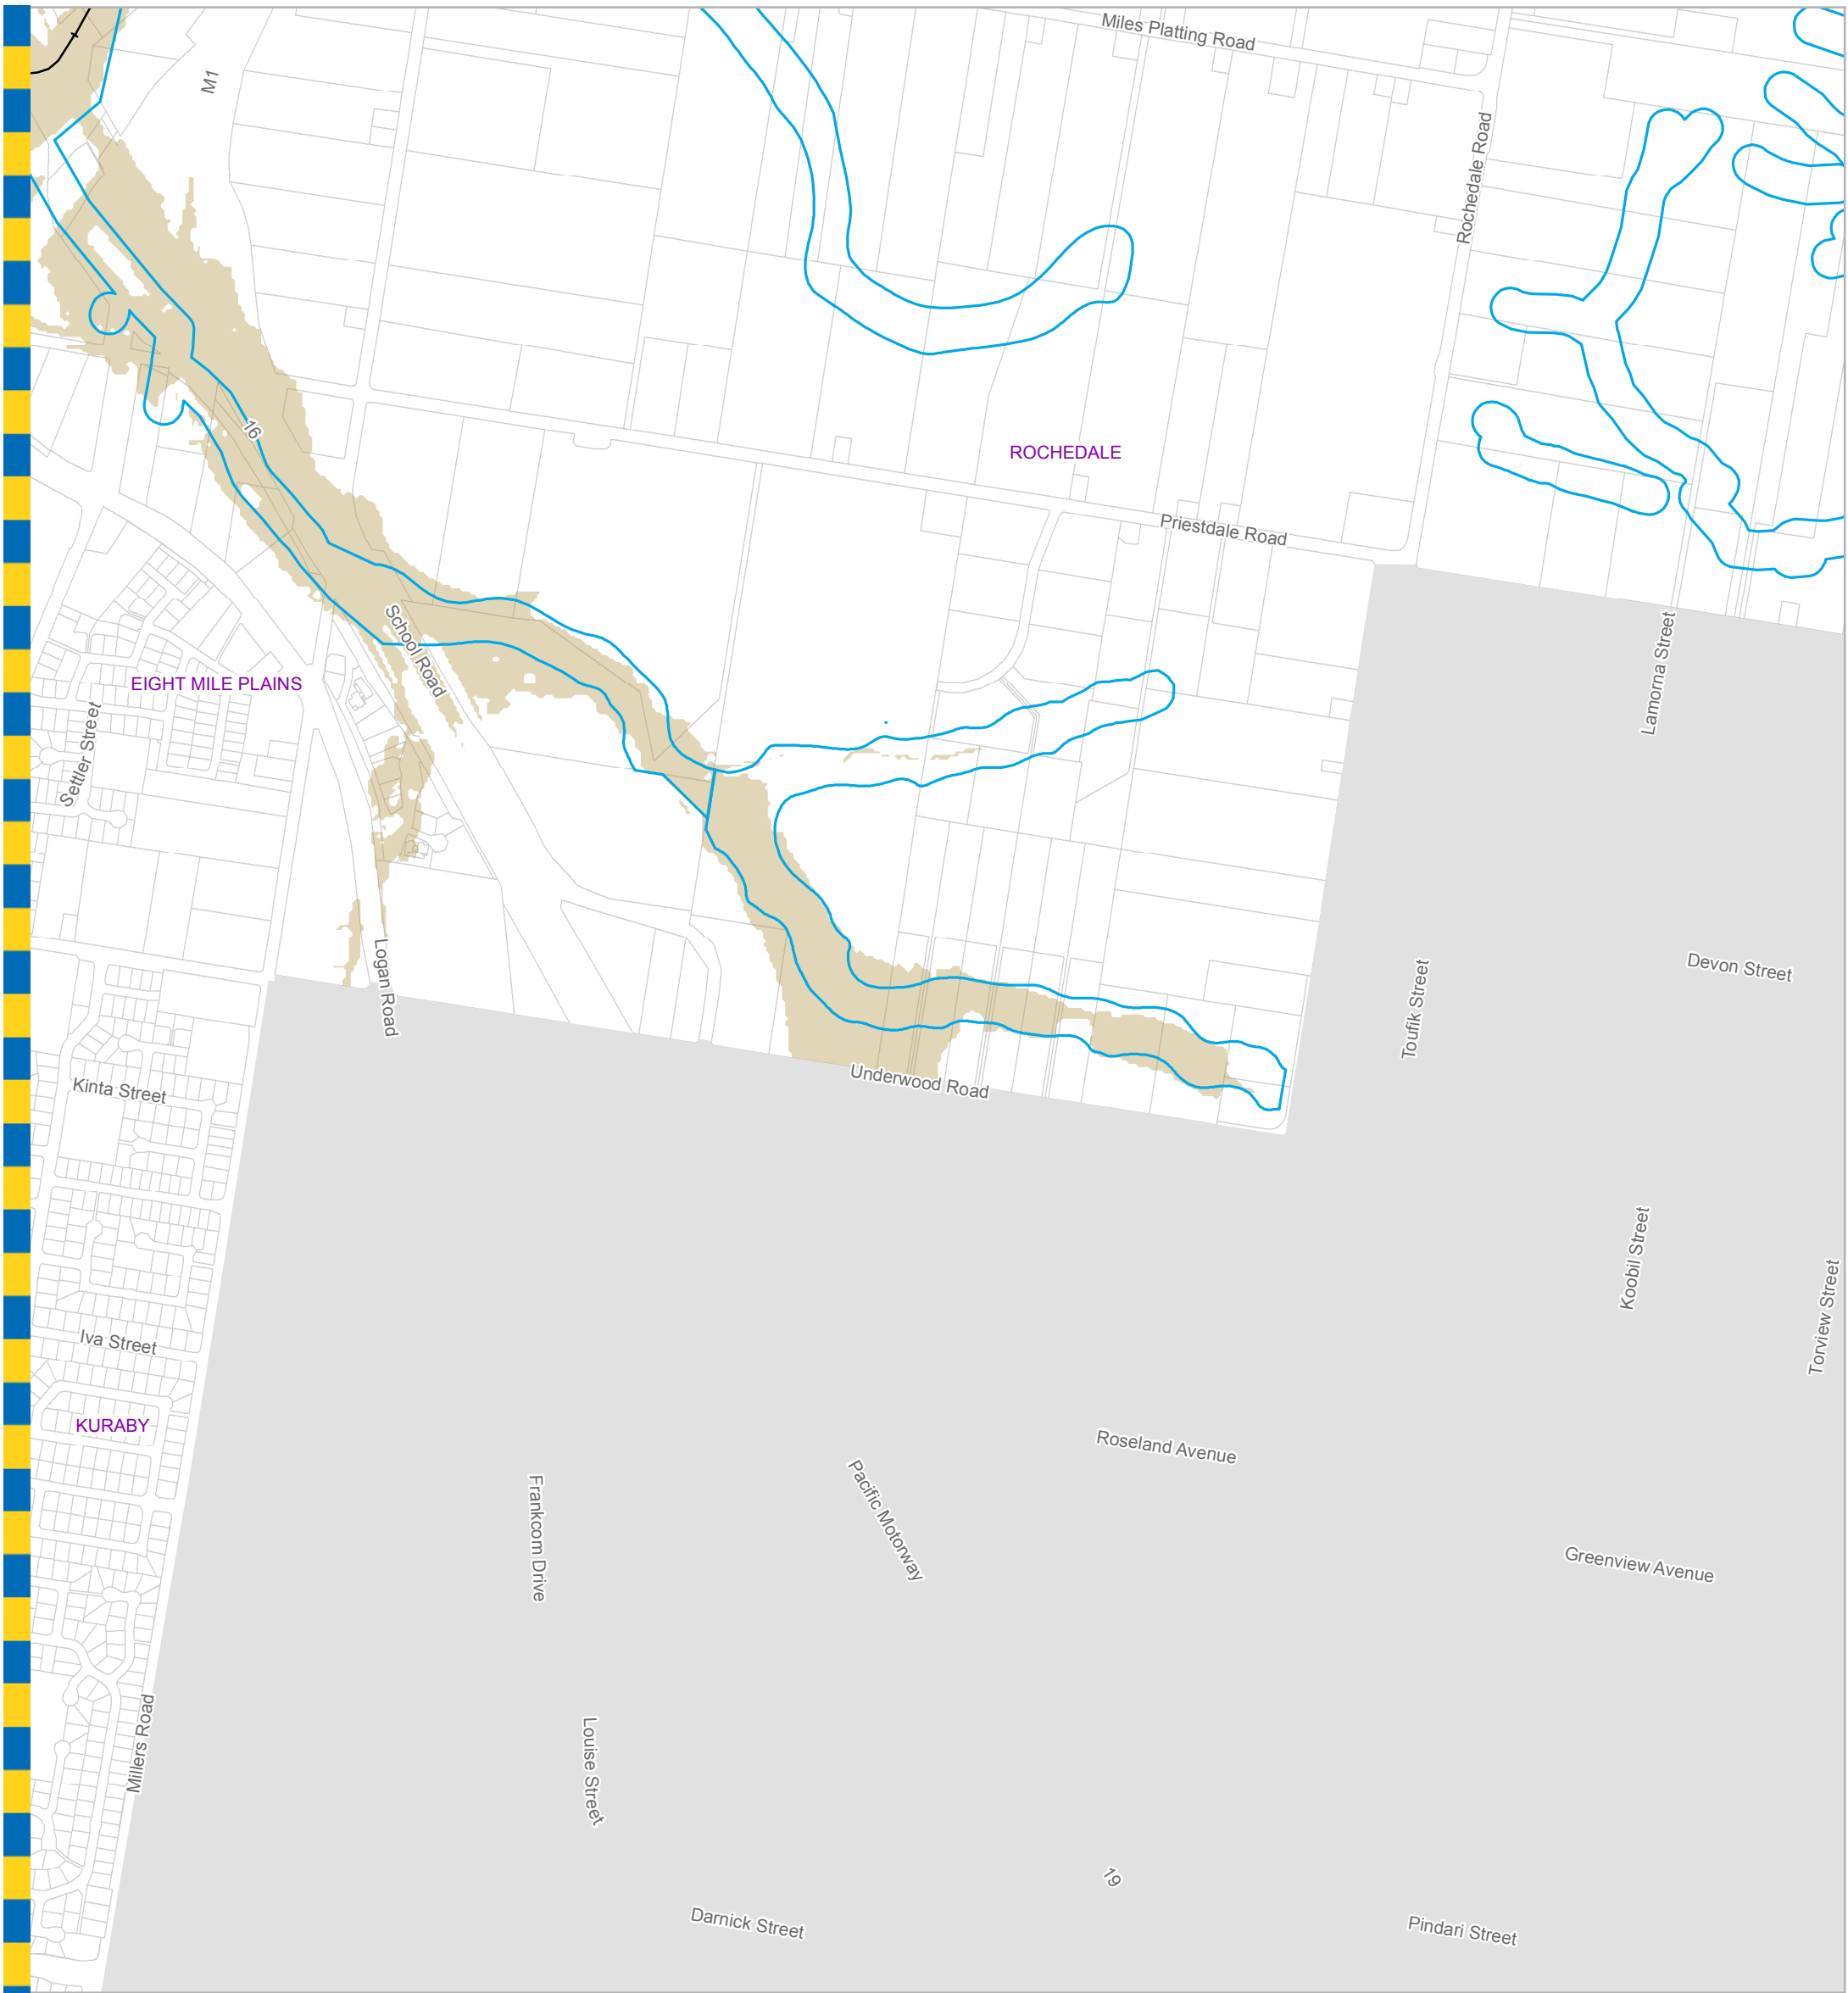 Miles Platting Road
M1
Rochedale Road
16
ROCHEDALE
Priestdale Road
School Road
EIGHT MILE PLAINS
Settler Street
Lamorna Street
Logan Road
Devon Street
Toufik Street
Underwood Road
Kinta Street
Koobil Street
Torview Street
Iva Street
KURABY
Roseland Avenue
Pacific Motorway
Frankcom Drive
Greenview Avenue
Millers Road
Louise Street
19
Darnick Street
Pindari Street